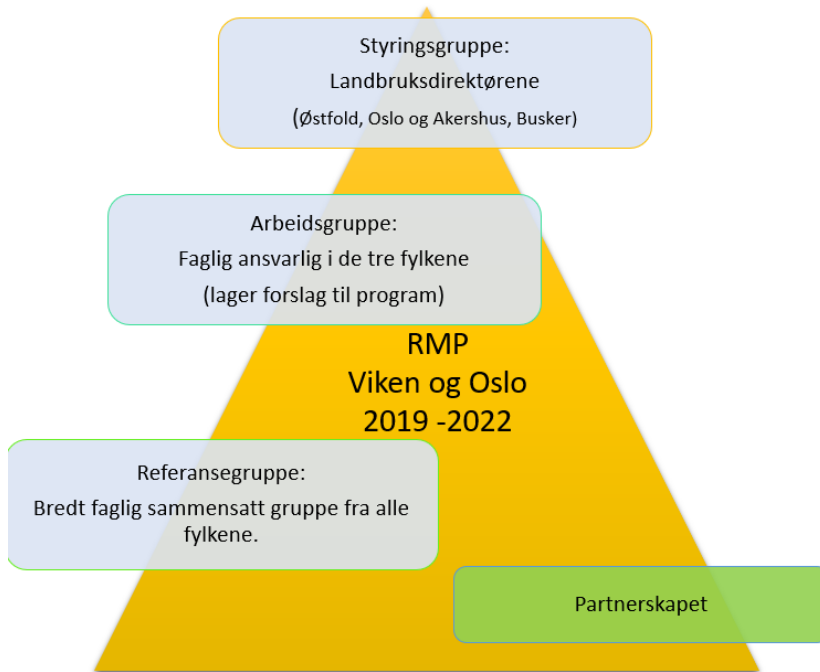 Styringsgruppe:
Landbruksdirektørene
(Østfold, Oslo og Akershus, Busker)
Arbeidsgruppe:
Faglig ansvarlig i de tre fylkene
(lager forslag til program)
RMP
Viken og Oslo
2019 -2022
Referansegruppe:
Bredt faglig sammensatt gruppe fra alle
fylkene.
Partnerskapet